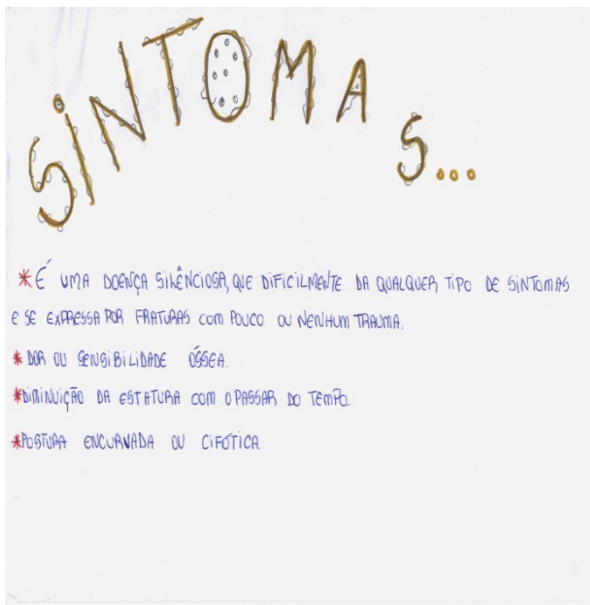 SiNTOMAS...
*É UMA DOENÇA SILÊNCIOSA, QUE DIFICILMENTE DA QUALQUER TIPO DE SINTOMAS
E SE EXPRESSA POR FRATURAS COM POUCO OU NENHUM TRAUMA.
* DOR OU SENSIBILIDADE ÓSSEA.
*DIMINUIÇÃO DA ESTATURA COM O PASSAR DO TEMPO.
*POSTURA ENCURVADA OU CIFÓTICA